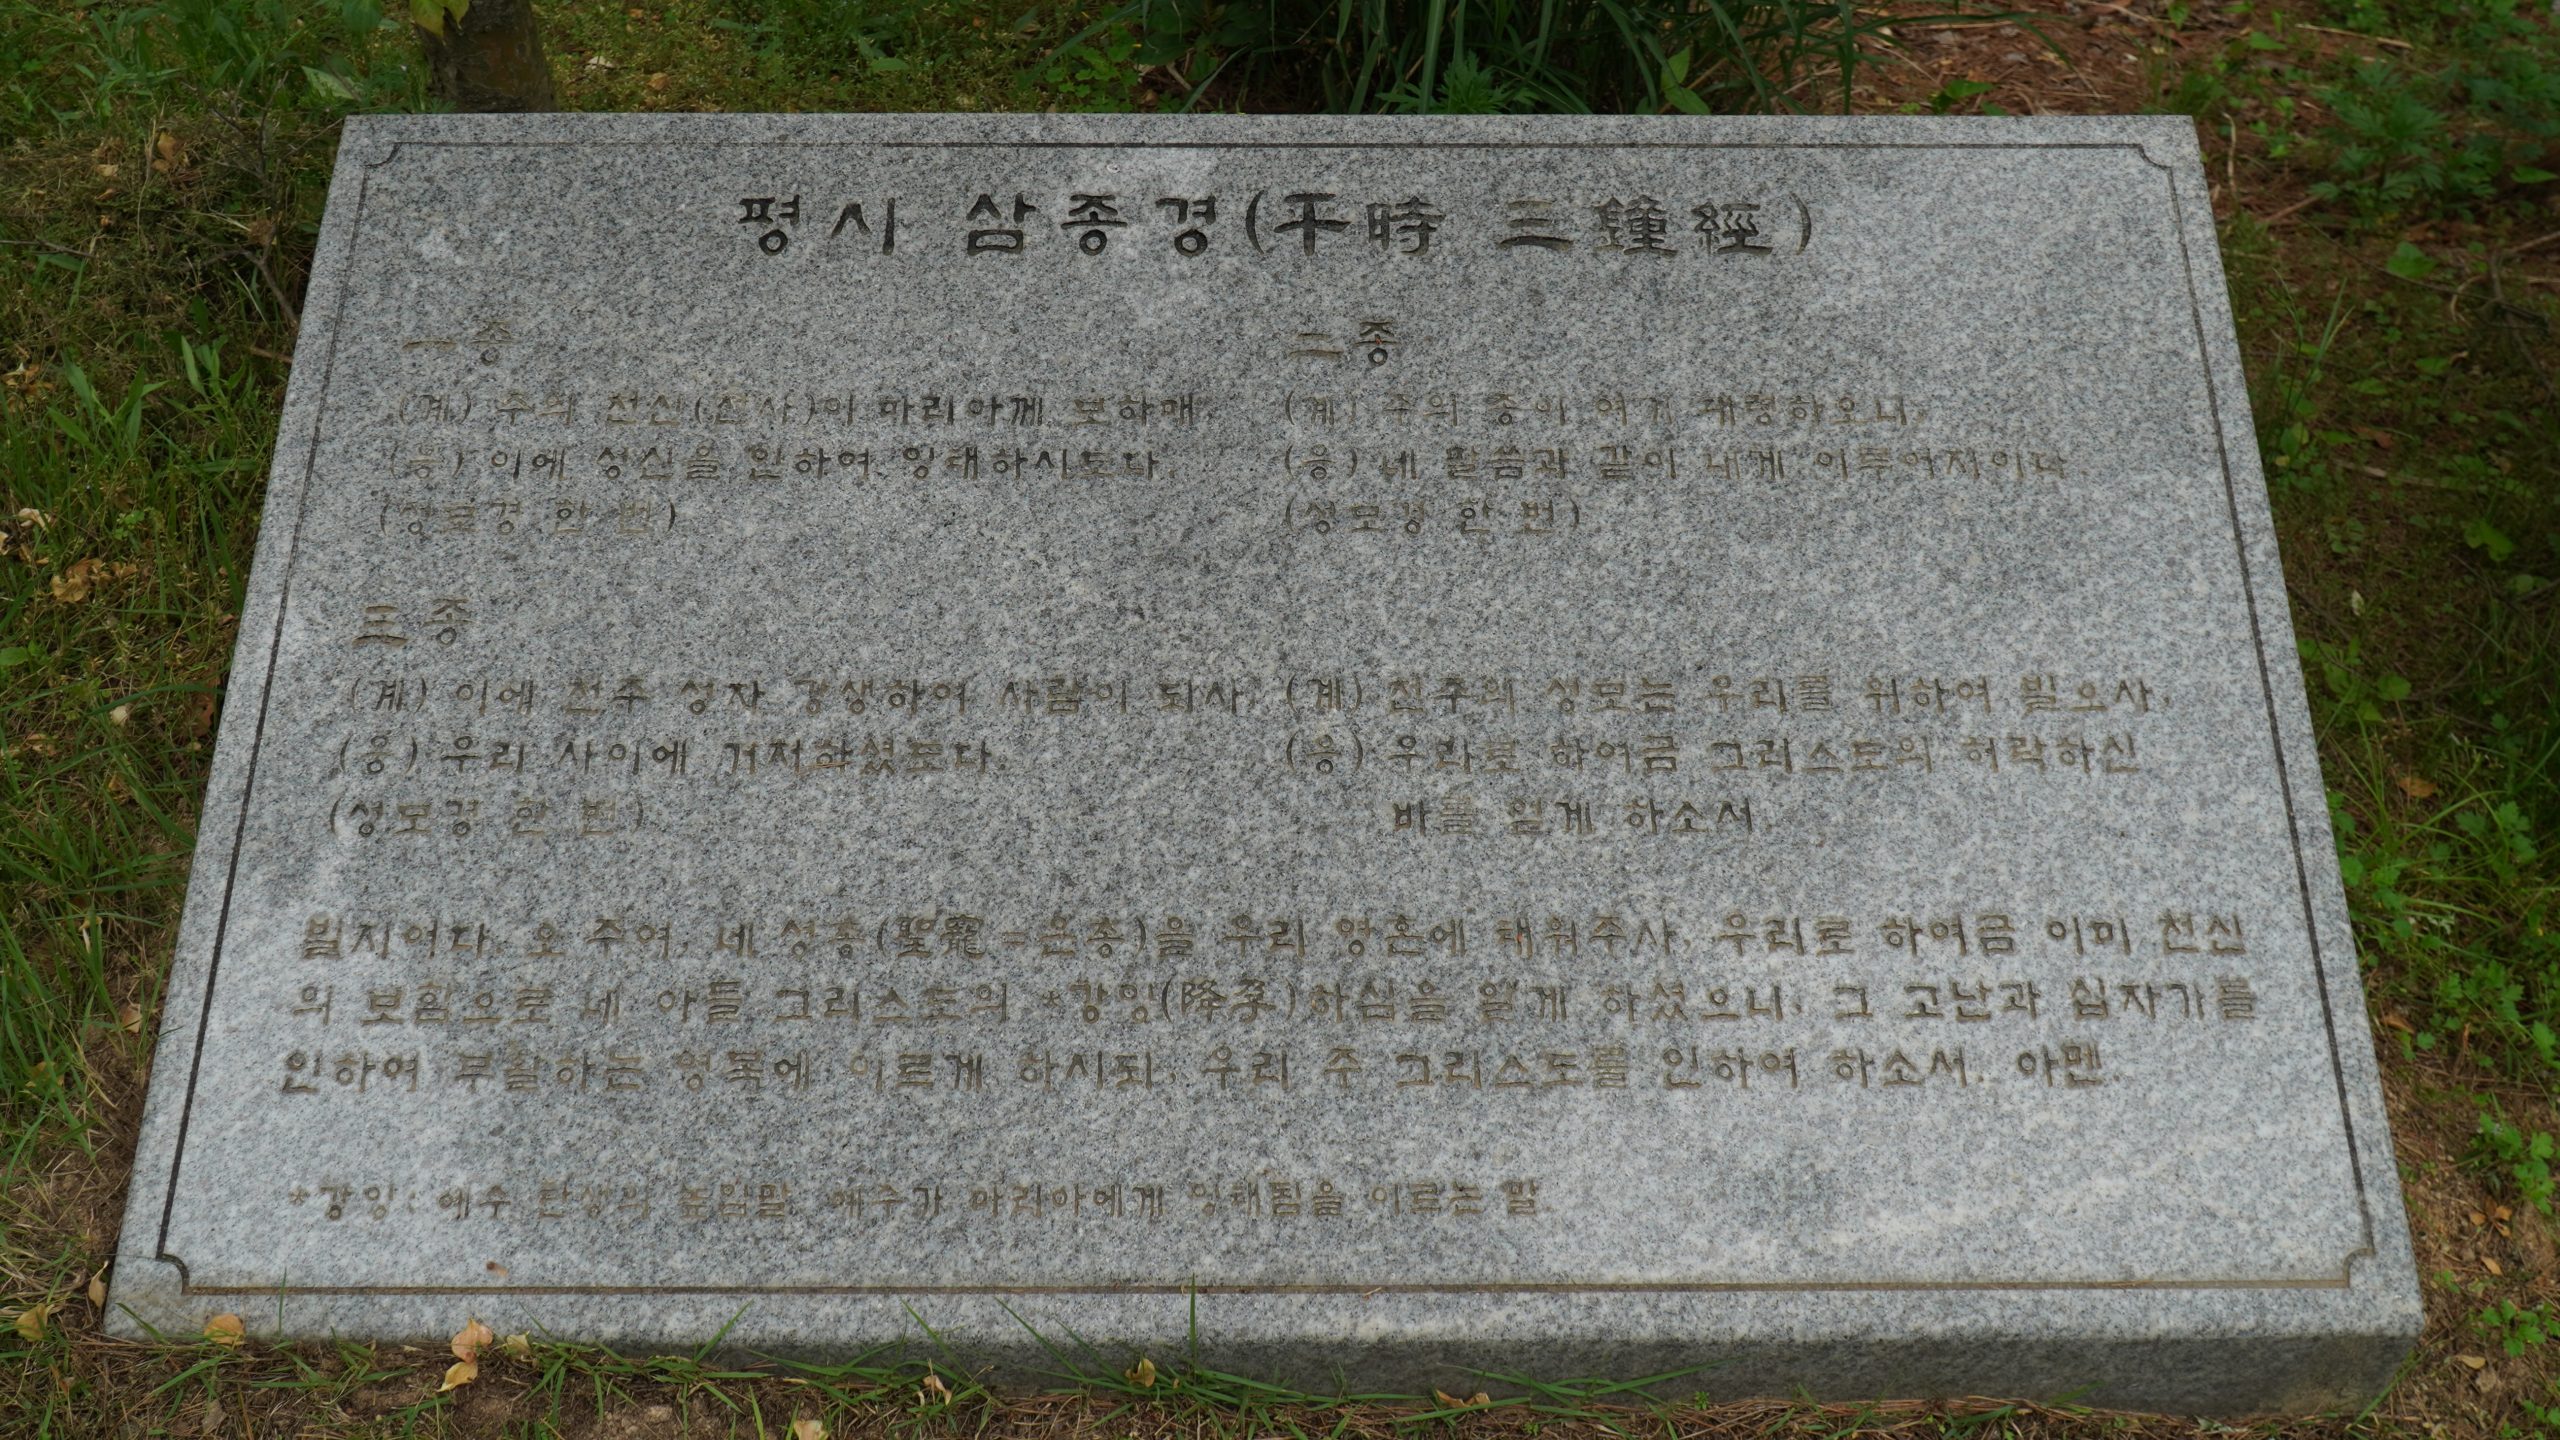 평시 삼종경(平時 三鐘經)
一종
(계) 주의 천신(천사)이 마리아께 보하매,
(응) 이에 성신을 인하여 잉태하시도다.
(성모경 한 번)
二종
(계) 주의 종이 여기 대령하오니,
(응) 네 말씀과 같이 내게 이루어지이다.
(성모경 한 번)
三종
(계) 이에 천주 성자 강생하여 사람이 되사,
(응) 우리 사이에 거처하셨도다.
(성모경 한 번)
(계) 천주의 성모는 우리를 위하여 빌으사,
(응) 우리로 하여금 그리스도의 허락하신
바를 얻게 하소서.
빌지어다. 오 주여, 네 성총(聖寵=은총)을 우리 영혼에 태워주사, 우리로 하여금 이미 천신
의 보함으로 네 아들 그리스도의 *강잉(降孕)하심을 알게 하셨으니, 그 고난과 십자가를
인하여 부활하는 영복에 이르게 하시되, 우리 주 그리스도를 인하여 하소서. 아멘.
*강잉: 예수 탄생의 높임말. 예수가 마리아에게 잉태됨을 이르는 말.